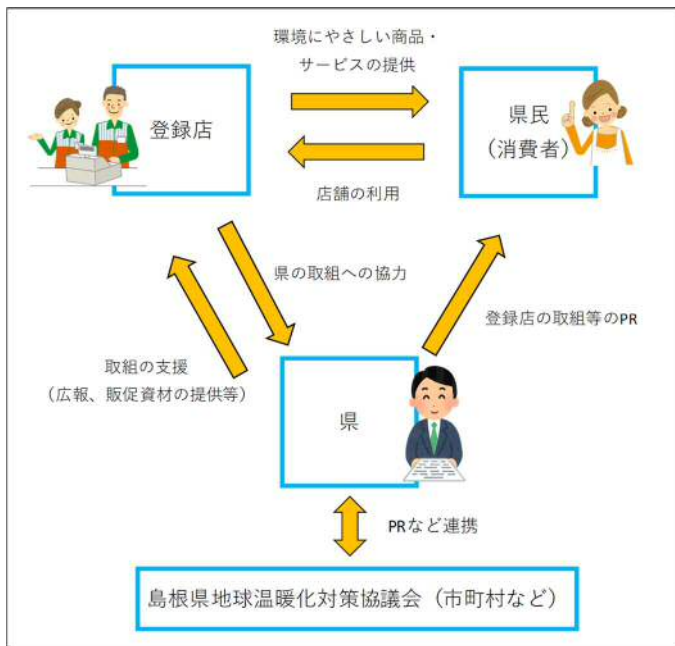 環境にやさしい商品・
サービスの提供
登録店
県民
（消費者）
店舗の利用
県の取組への協力
登録店の取組等のPR
取組の支援
（広報、販促資材の提供等）
県
PRなど連携
島根県地球温暖化対策協議会（市町村など）